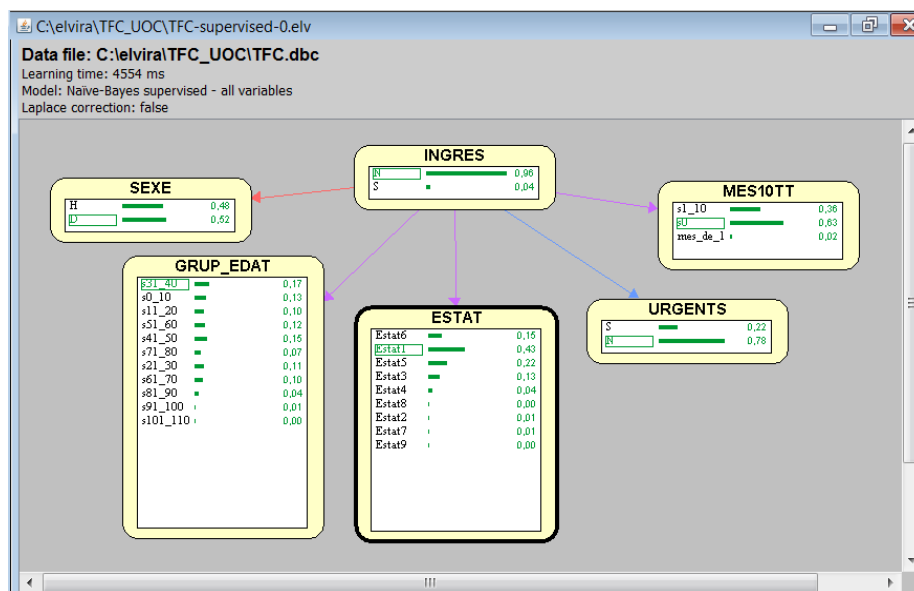 C:\elvira\TFC_UOC\TFC-supervised-0.elv
Data file: C:\elvira\TFC_UOC\TFC.dbc
Learning time: 4554 ms
Model: Naïve-Bayes supervised - all variables
Laplace correction: false
INGRES
N 0,96
S 0,04
SEXE
H 0,48
D 0,52
MES10TT
s1_10 0,36
s0 0,63
mes_de_1 0,02
GRUP_EDAT
s31_40 0,17
s0_10 0,13
s11_20 0,10
s51_60 0,12
s41_50 0,15
s71_80 0,07
s21_30 0,11
s61_70 0,10
s81_90 0,04
s91_100 0,01
s101_110 0,00
ESTAT
Estat6 0,15
Estat1 0,43
Estat5 0,22
Estat3 0,13
Estat4 0,04
Estat8 0,00
Estat2 0,01
Estat7 0,01
Estat9 0,00
URGENTS
S 0,22
N 0,78